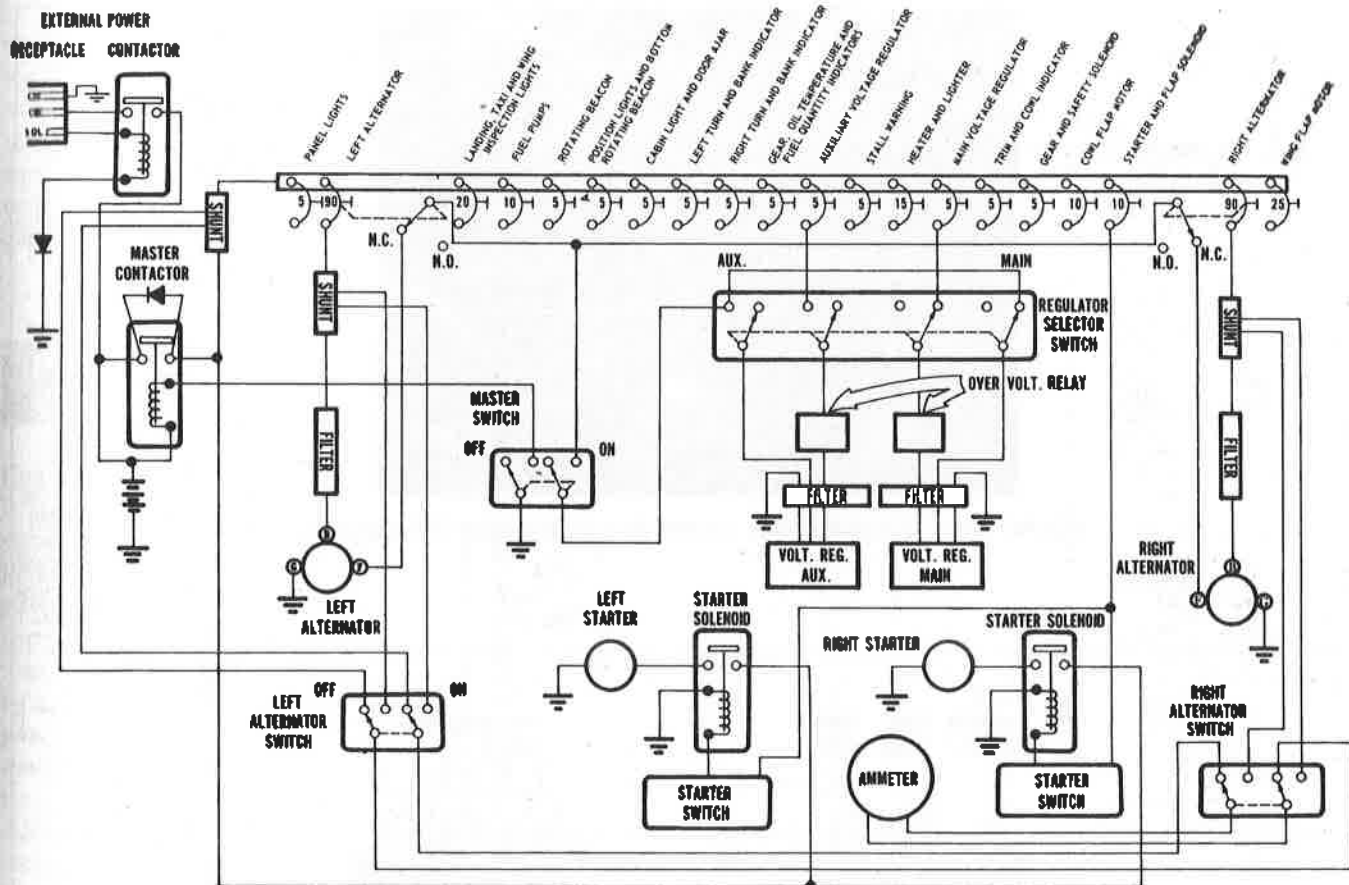 EXTERNAL POWER
RECEPTACLE CONTACTOR
PANEL LIGHTS
LEFT ALTERNATOR
LANDING, TAXI AND WING
INSPECTION LIGHTS
FUEL PUMPS
ROTATING BEACON
POSITION LIGHTS AND BOTTOM
ROTATING BEACON
CABIN LIGHT AND DOOR AJAR
LEFT TURN AND BANK INDICATOR
RIGHT TURN AND BANK INDICATOR
GEAR, OIL TEMPERATURE AND
FUEL QUANTITY INDICATORS
AUXILIARY VOLTAGE REGULATOR
STALL WARNING
HEATER AND LIGHTER
MAIN VOLTAGE REGULATOR
TRIM AND COWL INDICATOR
GEAR AND SAFETY SOLENOID
COWL FLAP MOTOR
STARTER AND FLAP SOLENOID
RIGHT ALTERNATOR
WING FLAP MOTOR
5 90 20 10 5 5 5 5 5 5 5 5 15 5 5 5 10 10 90 25
SHUNT
N.C.
N.O.
N.O.
N.C.
MASTER
CONTACTOR
AUX.
MAIN
SHUNT
REGULATOR
SELECTOR
SWITCH
SHUNT
OVER VOLT. RELAY
MASTER
SWITCH
OFF
ON
FILTER
FILTER
FILTER
FILTER
VOLT. REG.
AUX.
VOLT. REG.
MAIN
B
G
F
LEFT
ALTERNATOR
RIGHT
ALTERNATOR
B
F
G
LEFT
STARTER
STARTER
SOLENOID
RIGHT STARTER
STARTER SOLENOID
OFF
ON
LEFT
ALTERNATOR
SWITCH
RIGHT
ALTERNATOR
SWITCH
STARTER
SWITCH
AMMETER
STARTER
SWITCH